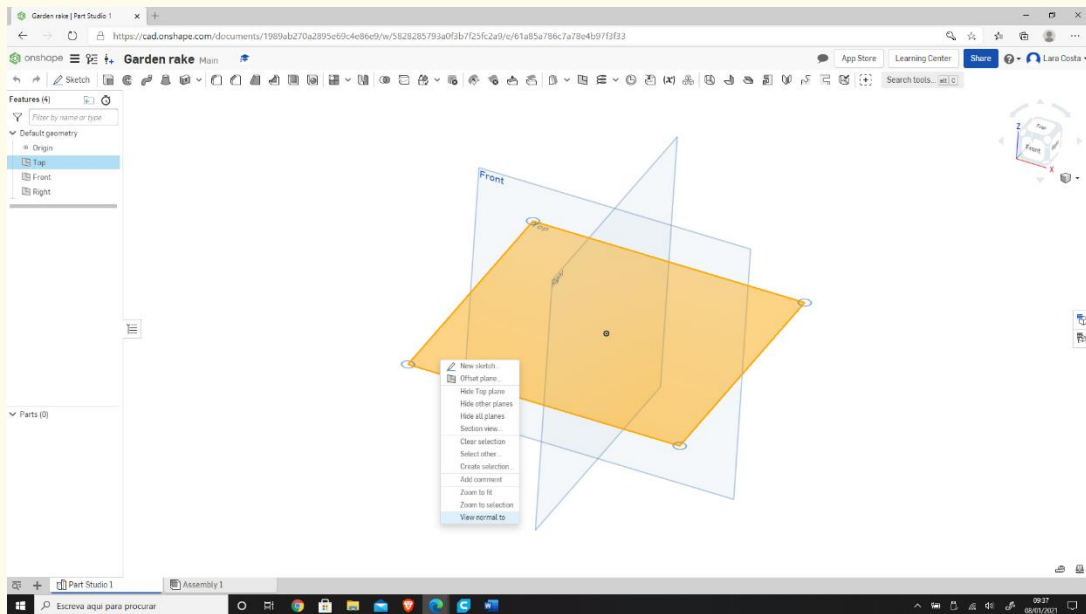 Garden rake | Part Studio 1
https://cad.onshape.com/documents/1989ab270a2895e69c4e86e9/w/5828285793a0f3b7f25fc2a9/e/61a85a786c7a78e4b97f3f33
onshape Garden rake Main App Store Learning Center Share Lara Costa
Sketch Search tools... alt C
Features (4)
Filter by name or type
Default geometry
Origin
Top
Front
Right
Front
Top
Z Top
Front
X
New sketch...
Offset plane...
Hide Top plane
Hide other planes
Hide all planes
Section view...
Clear selection
Select other...
Create selection...
Add comment
Zoom to fit
Zoom to selection
View normal to
Parts (0)
Part Studio 1 Assembly 1
Escreva aqui para procurar
09:37
08/01/2021